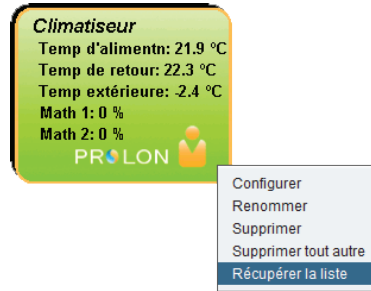 Climatiseur
Temp d'alimentn: 21.9 °C
Temp de retour: 22.3 °C
Temp extérieure: -2.4 °C
Math 1: 0 %
Math 2: 0 %
PROLON
Configurer
Renommer
Supprimer
Supprimer tout autre
Récupérer la liste